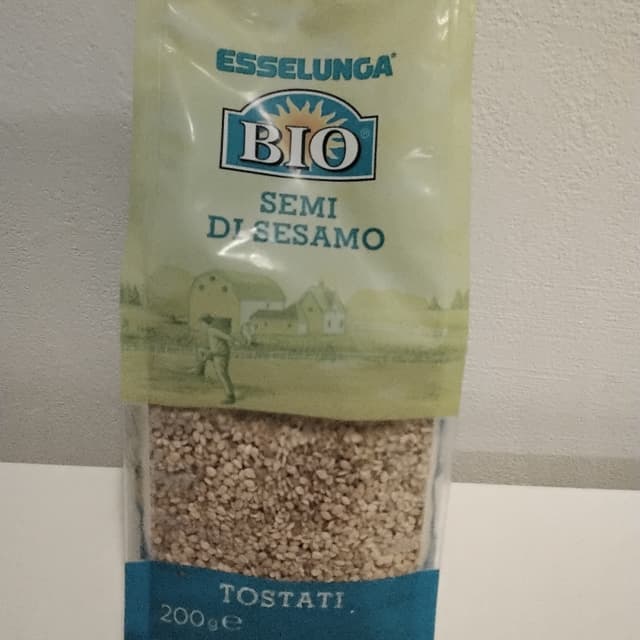 ESSELUNGA®
BIO®
SEMI
DI SESAMO
TOSTATI
200g℮